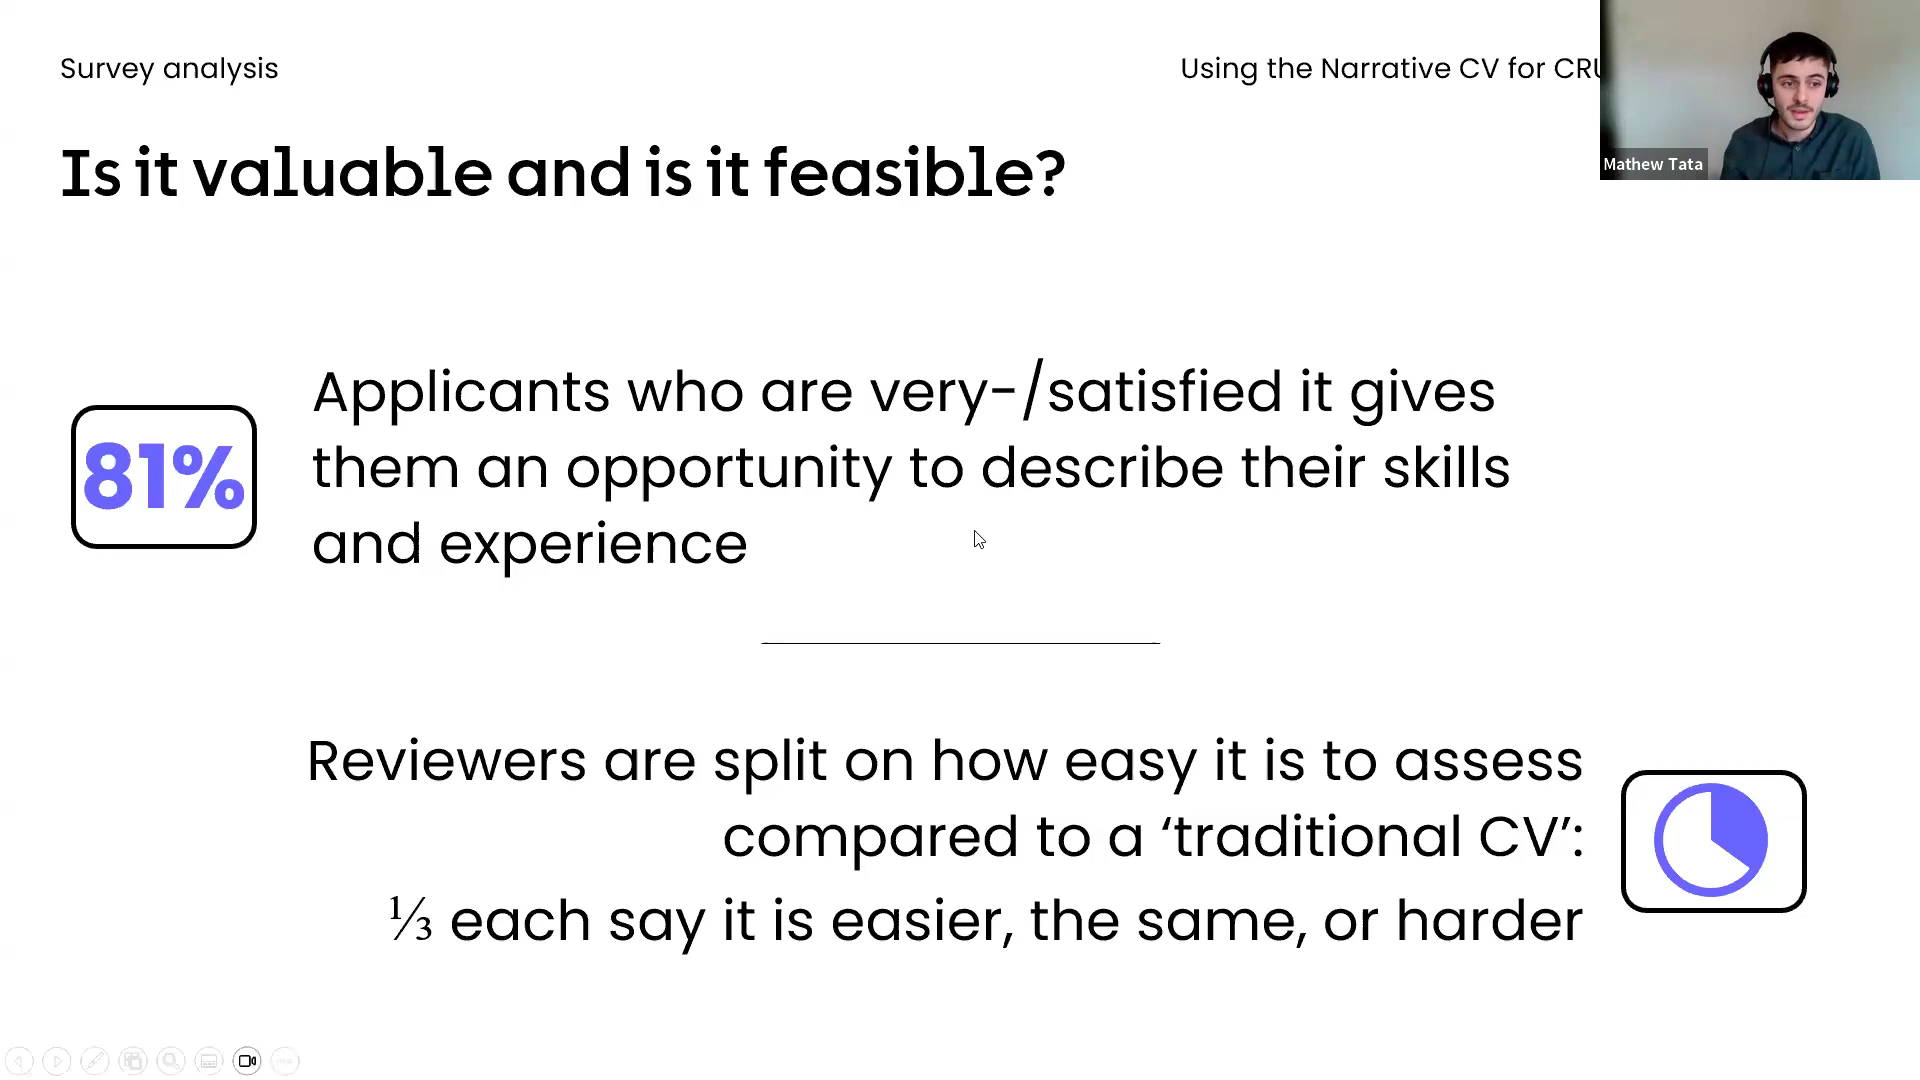 Survey analysis
Using the Narrative CV for CRU
Mathew Tata
Is it valuable and is it feasible?
81%
Applicants who are very-/satisfied it gives
them an opportunity to describe their skills
and experience
Reviewers are split on how easy it is to assess
compared to a ‘traditional CV’:
⅓ each say it is easier, the same, or harder